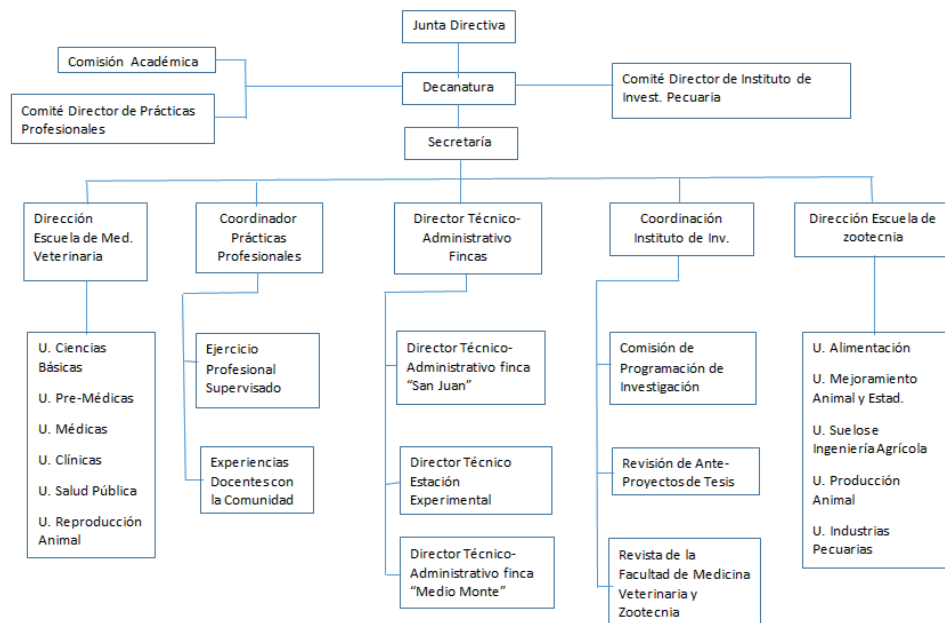 Junta Directiva
Comisión Académica
Decanatura
Comité Director de Instituto de
Invest. Pecuaria
Comité Director de Prácticas
Profesionales
Secretaría
Dirección
Escuela de Med.
Veterinaria
Coordinador
Prácticas
Profesionales
Director Técnico-
Administrativo
Fincas
Coordinación
Instituto de Inv.
Dirección Escuela de
zootecnia
U. Ciencias
Básicas
U. Pre-Médicas
U. Médicas
U. Clínicas
U. Salud Pública
U. Reproducción
Animal
Ejercicio
Profesional
Supervisado
Experiencias
Docentes con
la Comunidad
Director Técnico-
Administrativo finca
“San Juan”
Director Técnico
Estación
Experimental
Director Técnico-
Administrativo finca
“Medio Monte”
Comisión de
Programación de
Investigación
Revisión de Ante-
Proyectos de Tesis
Revista de la
Facultad de Medicina
Veterinaria y
Zootecnia
U. Alimentación
U. Mejoramiento
Animal y Estad.
U. Suelos e
Ingeniería Agrícola
U. Producción
Animal
U. Industrias
Pecuarias